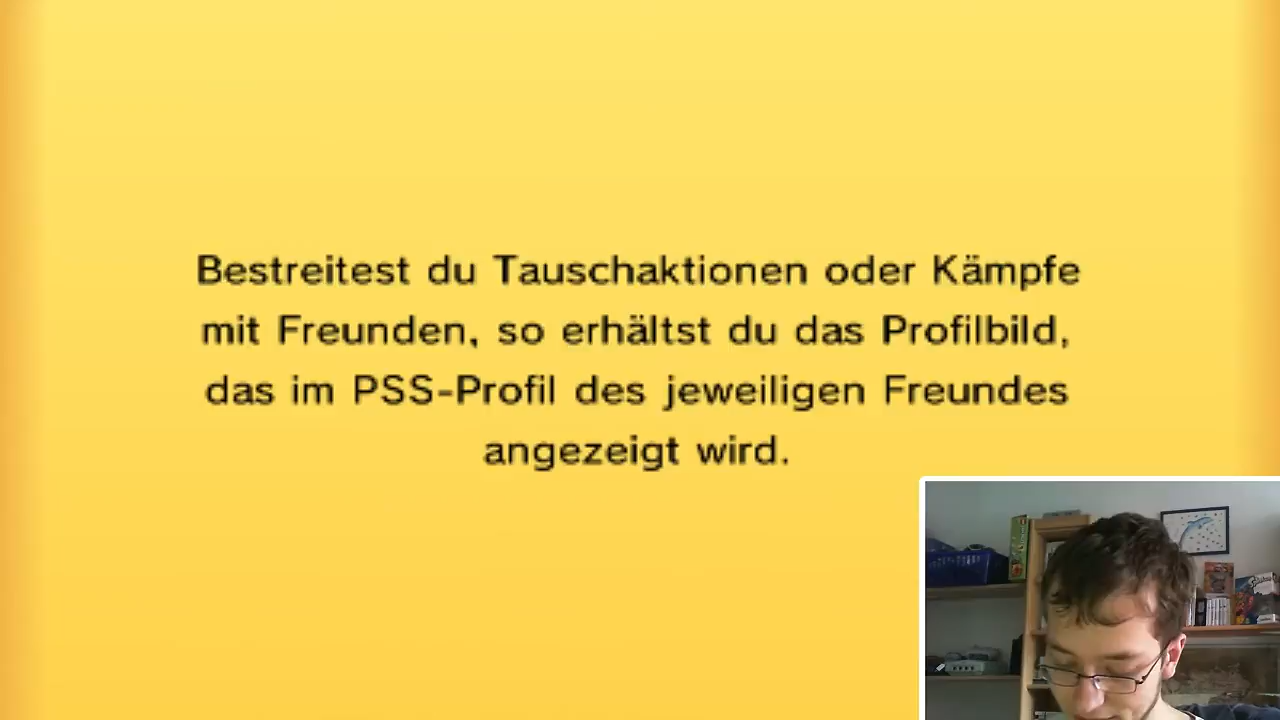 Bestreitest du Tauschaktionen oder Kämpfe
mit Freunden, so erhältst du das Profilbild,
das im PSS-Profil des jeweiligen Freundes
angezeigt wird.